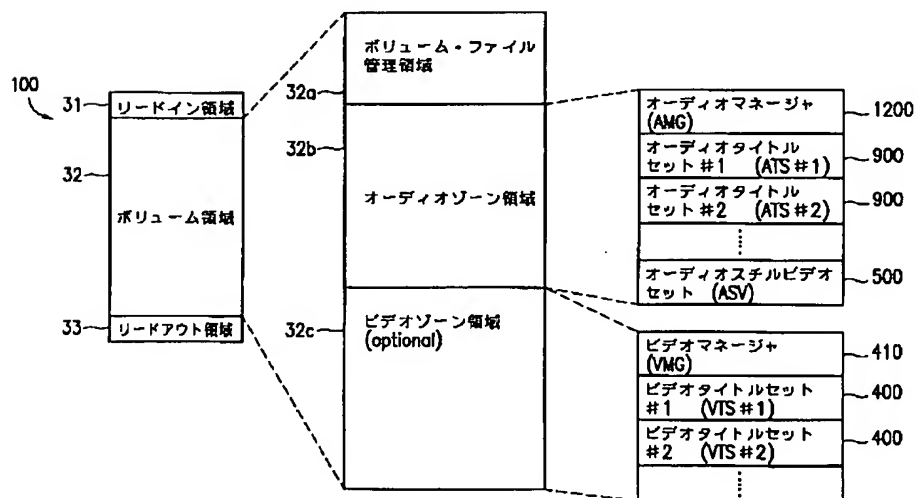 100
31
リードイン領域
32
ボリューム領域
33
リードアウト領域
ボリューム・ファイル
管理領域
32a
32b
オーディオゾーン領域
32c
ビデオゾーン領域
(optional)
オーディオマネージャ
(AMG)
1200
オーディオタイトル
セット#1 (ATS#1)
900
オーディオタイトル
セット#2 (ATS#2)
900
オーディオスチルビデオ
セット (ASV)
500
ビデオマネージャ
(VMG)
410
ビデオタイトルセット
#1 (VTS#1)
400
ビデオタイトルセット
#2 (VTS#2)
400